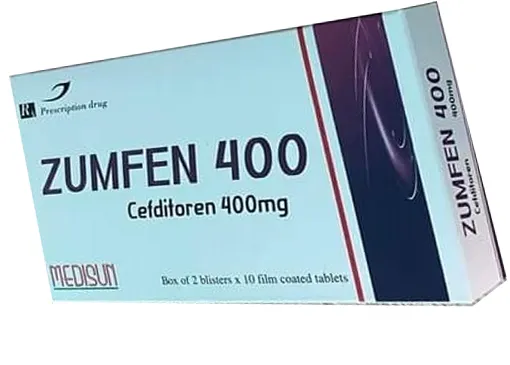 Rx Prescription drug
ZUMFEN 400
Cefditoren 400mg
MEDISUN
Box of 2 blisters x 10 film coated tablets
ZUMFEN 400
Cefditoren 400mg